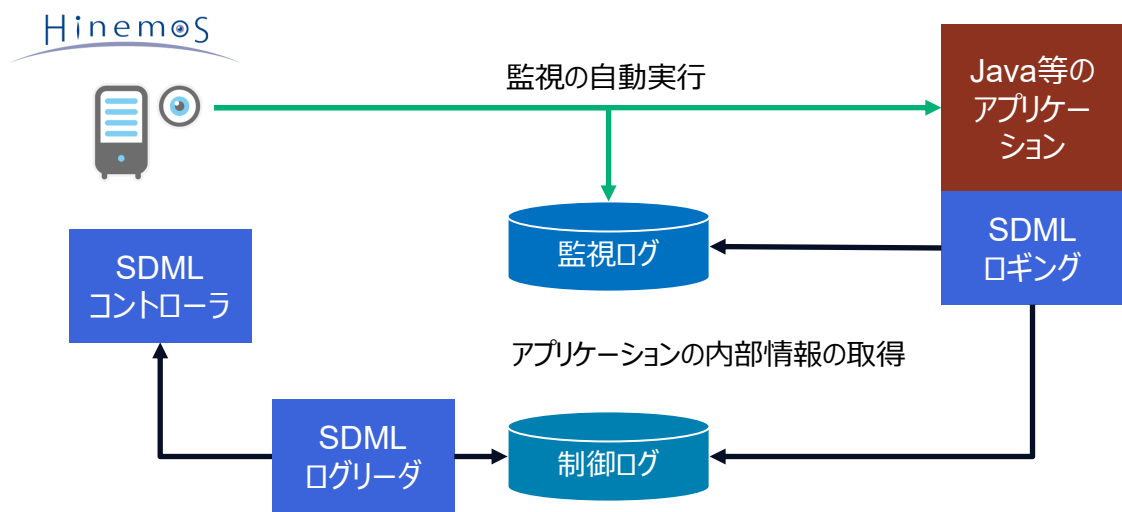 Hinemos
監視の自動実行
Java等の
アプリケー
ション
監視ログ
SDML
ロギング
SDML
コントローラ
アプリケーションの内部情報の取得
SDML
ログリーダ
制御ログ